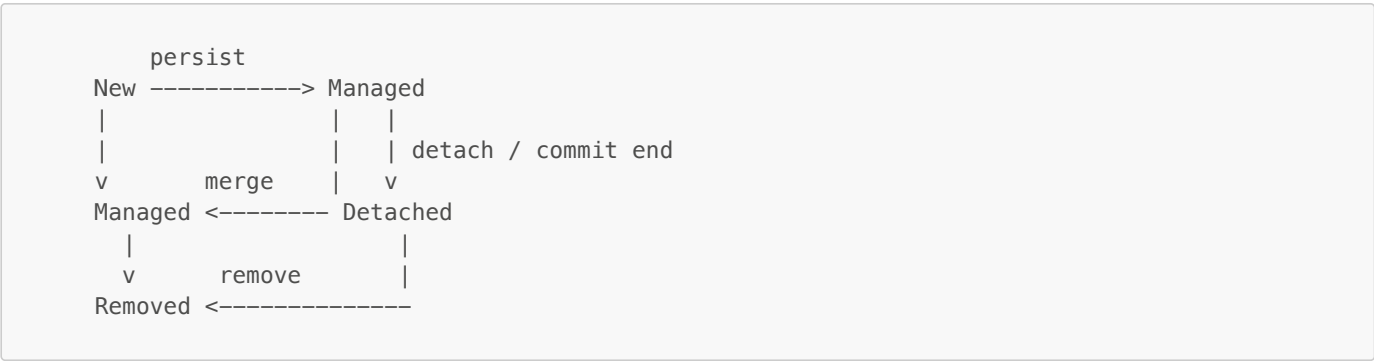 persist
New -----------> Managed
|                |   |
|                |   | detach / commit end
v       merge    |   v
Managed <-------- Detached
  |                   |
  v      remove       |
Removed <--------------